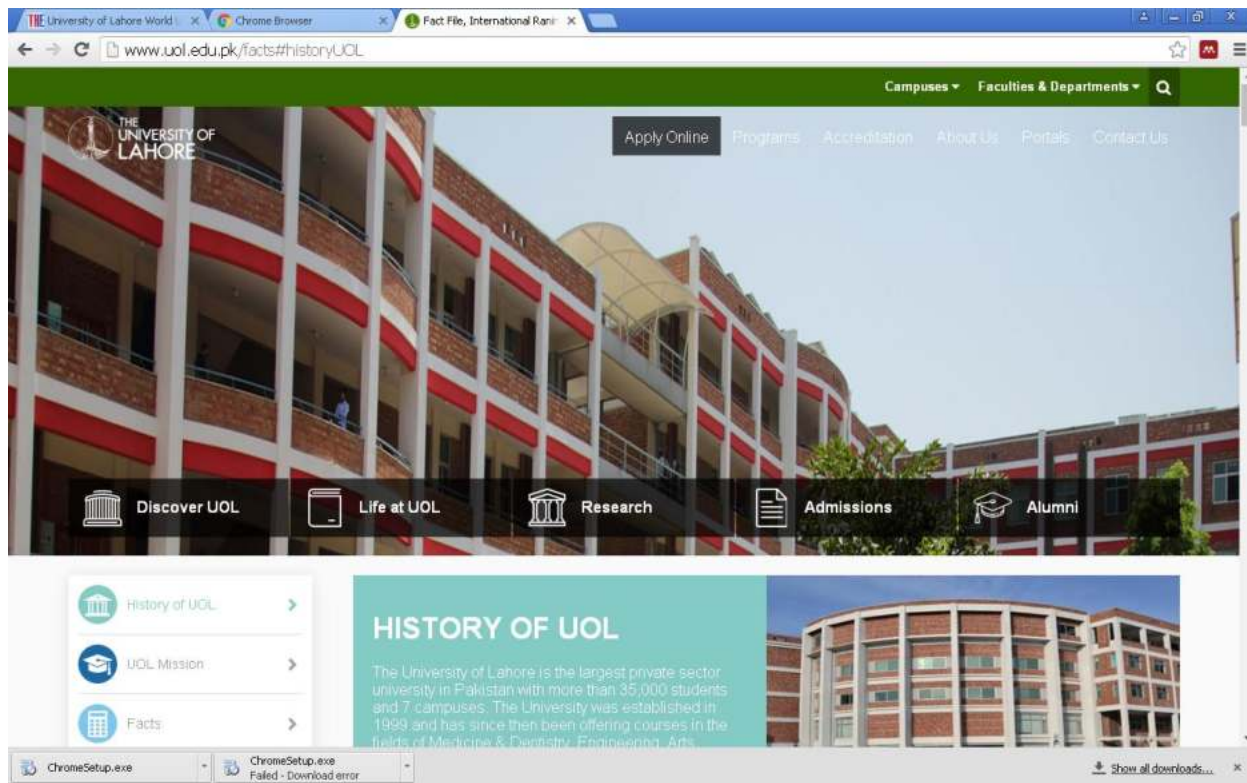 THE University of Lahore World
Chrome Browser
Fact File, International Rani
www.uol.edu.pk/facts#historyUOL
Campuses
Faculties & Departments
THE
UNIVERSITY OF
LAHORE
Apply Online
Programs
Accreditation
About Us
Portals
Contact Us
Discover UOL
Life at UOL
Research
Admissions
Alumni
History of UOL
UOL Mission
Facts
HISTORY OF UOL
The University of Lahore is the largest private sector
university in Pakistan with more than 35,000 students
and 7 campuses. The University was established in
1999 and has since then been offering courses in the
fields of Medicine & Dentistry, Engineering, Arts,
ChromeSetup.exe
ChromeSetup.exe
Failed - Download error
Show all downloads...